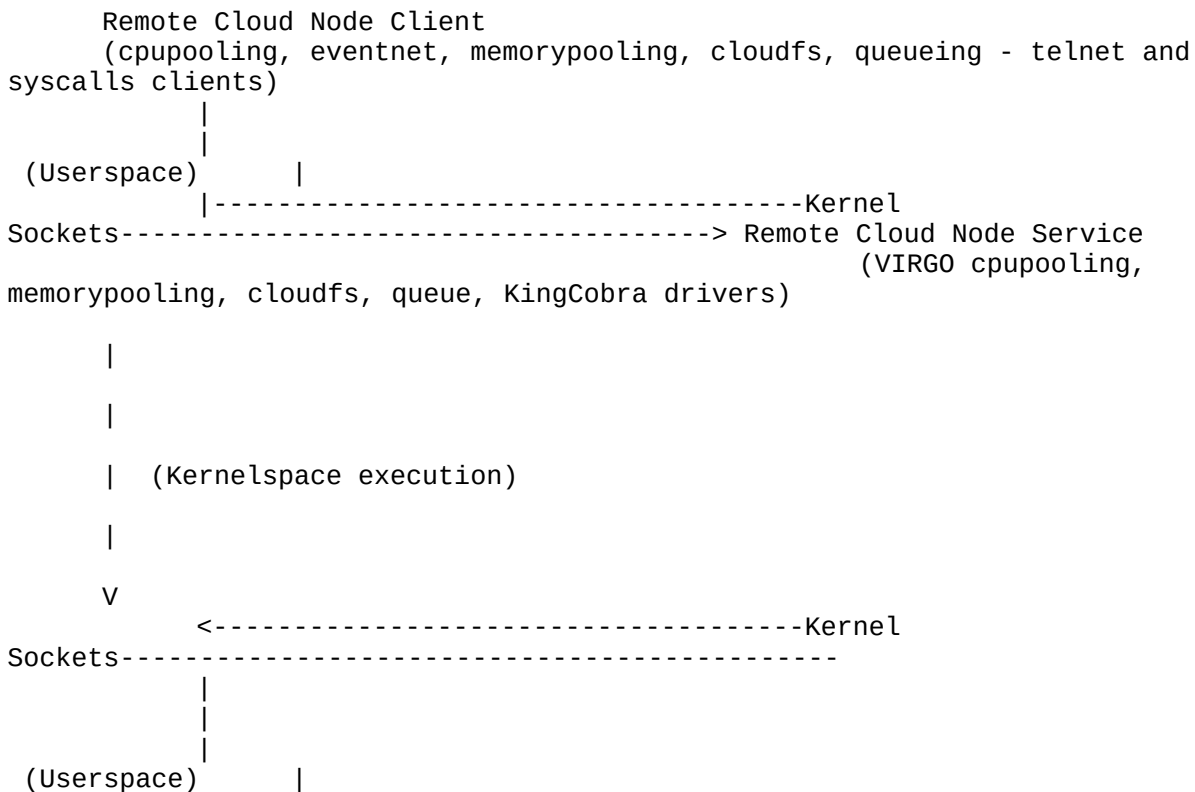 Remote Cloud Node Client
(cpupooling, eventnet, memorypooling, cloudfs, queueing - telnet and
syscalls clients)
|
|
(Userspace)      |
|-------------------------------------Kernel
Sockets-------------------------------------> Remote Cloud Node Service
(VIRGO cpupooling,
memorypooling, cloudfs, queue, KingCobra drivers)
|
|
|  (Kernelspace execution)
|
V
<-------------------------------------Kernel
Sockets---------------------------------------------
|
|
|
(Userspace)      |